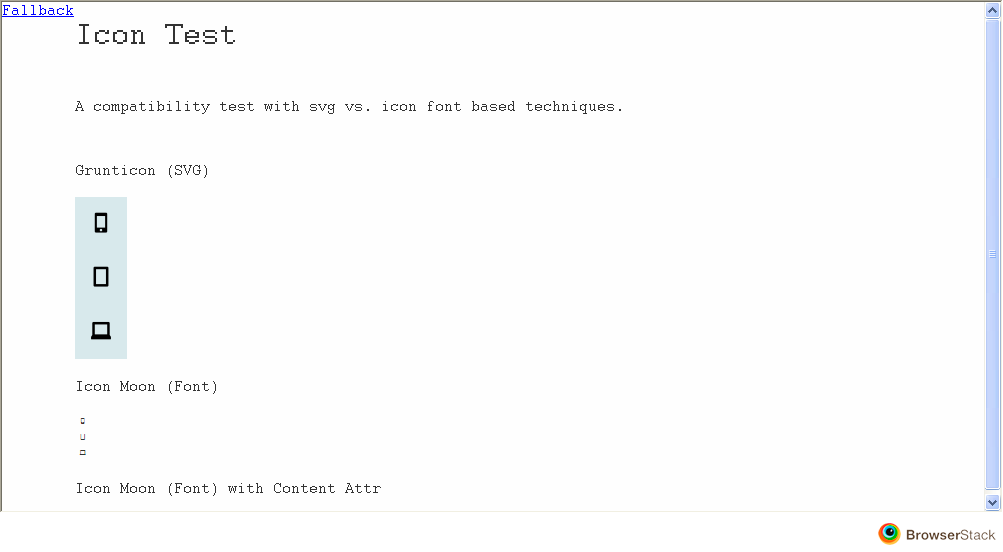 Fallback
Icon Test
A compatibility test with svg vs. icon font based techniques.
Grunticon (SVG)
Icon Moon (Font)
Icon Moon (Font) with Content Attr
BrowserStack